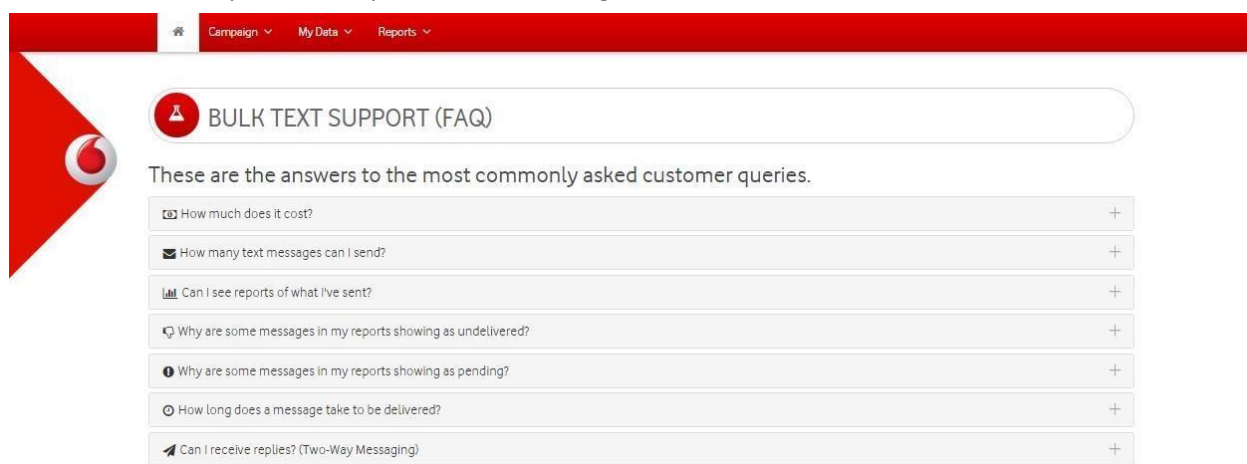 Campaign My Data Reports
BULK TEXT SUPPORT (FAQ)
These are the answers to the most commonly asked customer queries.
How much does it cost?
How many text messages can I send?
Can I see reports of what I've sent?
Why are some messages in my reports showing as undelivered?
Why are some messages in my reports showing as pending?
How long does a message take to be delivered?
Can I receive replies? (Two-Way Messaging)